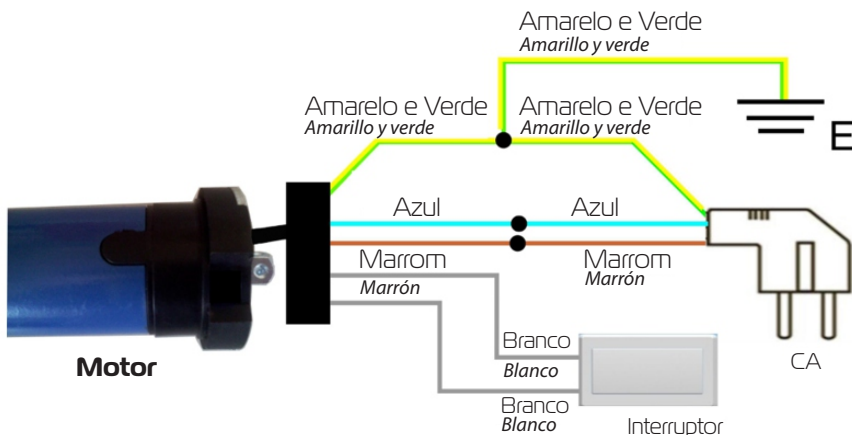 Amarelo e Verde
Amarillo y verde
Amarelo e Verde
Amarillo y verde
Amarelo e Verde
Amarillo y verde
E
Azul
Azul
Marrom
Marrón
Marrom
Marrón
Motor
Branco
Blanco
CA
Branco
Blanco
Interruptor